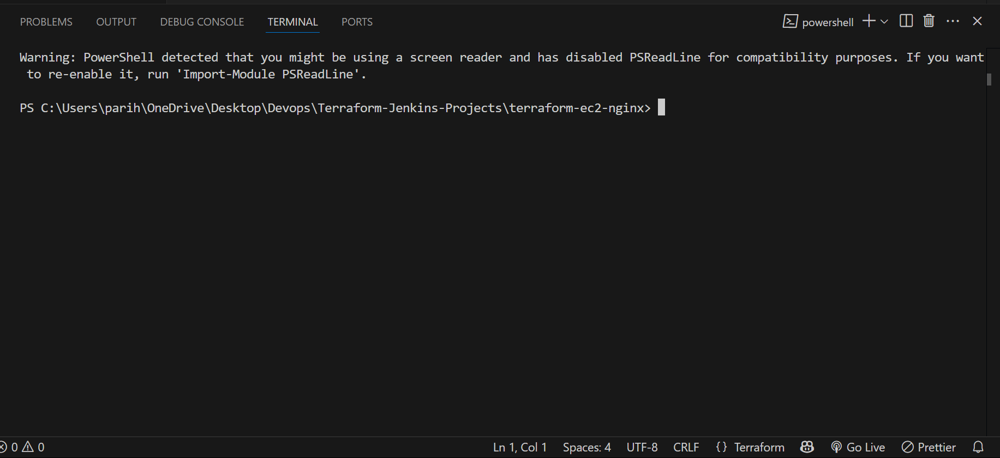 PROBLEMS OUTPUT DEBUG CONSOLE TERMINAL PORTS powershell
Warning: PowerShell detected that you might be using a screen reader and has disabled PSReadLine for compatibility purposes. If you want
to re-enable it, run 'Import-Module PSReadLine'.
PS C:\Users\parih\OneDrive\Desktop\Devops\Terraform-Jenkins-Projects\terraform-ec2-nginx>
0 0 Ln 1, Col 1 Spaces: 4 UTF-8 CRLF {} Terraform Go Live Prettier